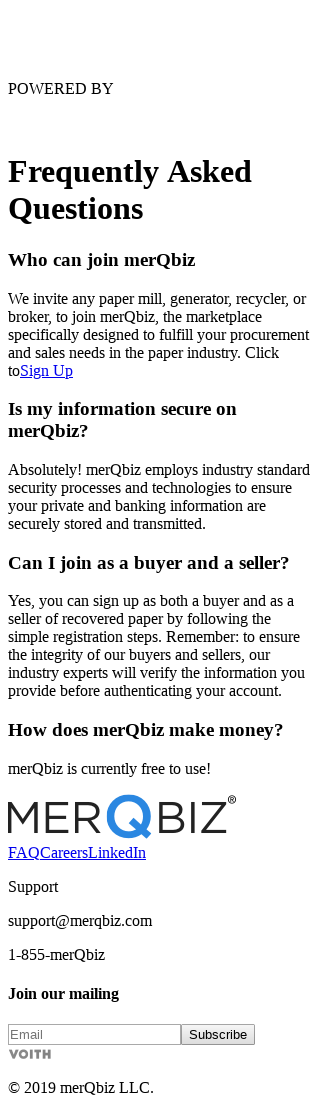 POWERED BY
Frequently Asked
Questions
Who can join merQbiz
We invite any paper mill, generator, recycler, or
broker, to join merQbiz, the marketplace
specifically designed to fulfill your procurement
and sales needs in the paper industry. Click
toSign Up
Is my information secure on
merQbiz?
Absolutely! merQbiz employs industry standard
security processes and technologies to ensure
your private and banking information are
securely stored and transmitted.
Can I join as a buyer and a seller?
Yes, you can sign up as both a buyer and as a
seller of recovered paper by following the
simple registration steps. Remember: to ensure
the integrity of our buyers and sellers, our
industry experts will verify the information you
provide before authenticating your account.
How does merQbiz make money?
merQbiz is currently free to use!
MERQBIZ®
FAQCareersLinkedIn
Support
support@merqbiz.com
1-855-merQbiz
Join our mailing
Email Subscribe
VOITH
© 2019 merQbiz LLC.